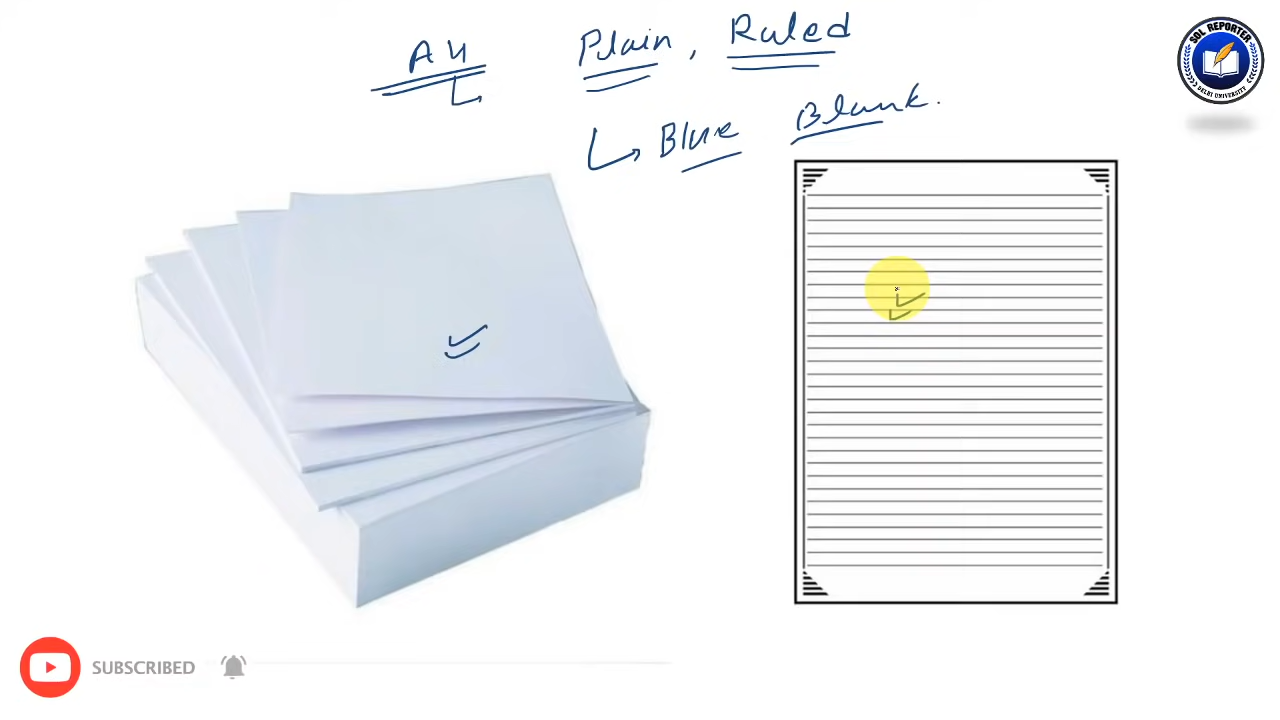 A4 Plain, Ruled
Blue Blank.
SOL REPORTER
DELHI UNIVERSITY
SUBSCRIBED